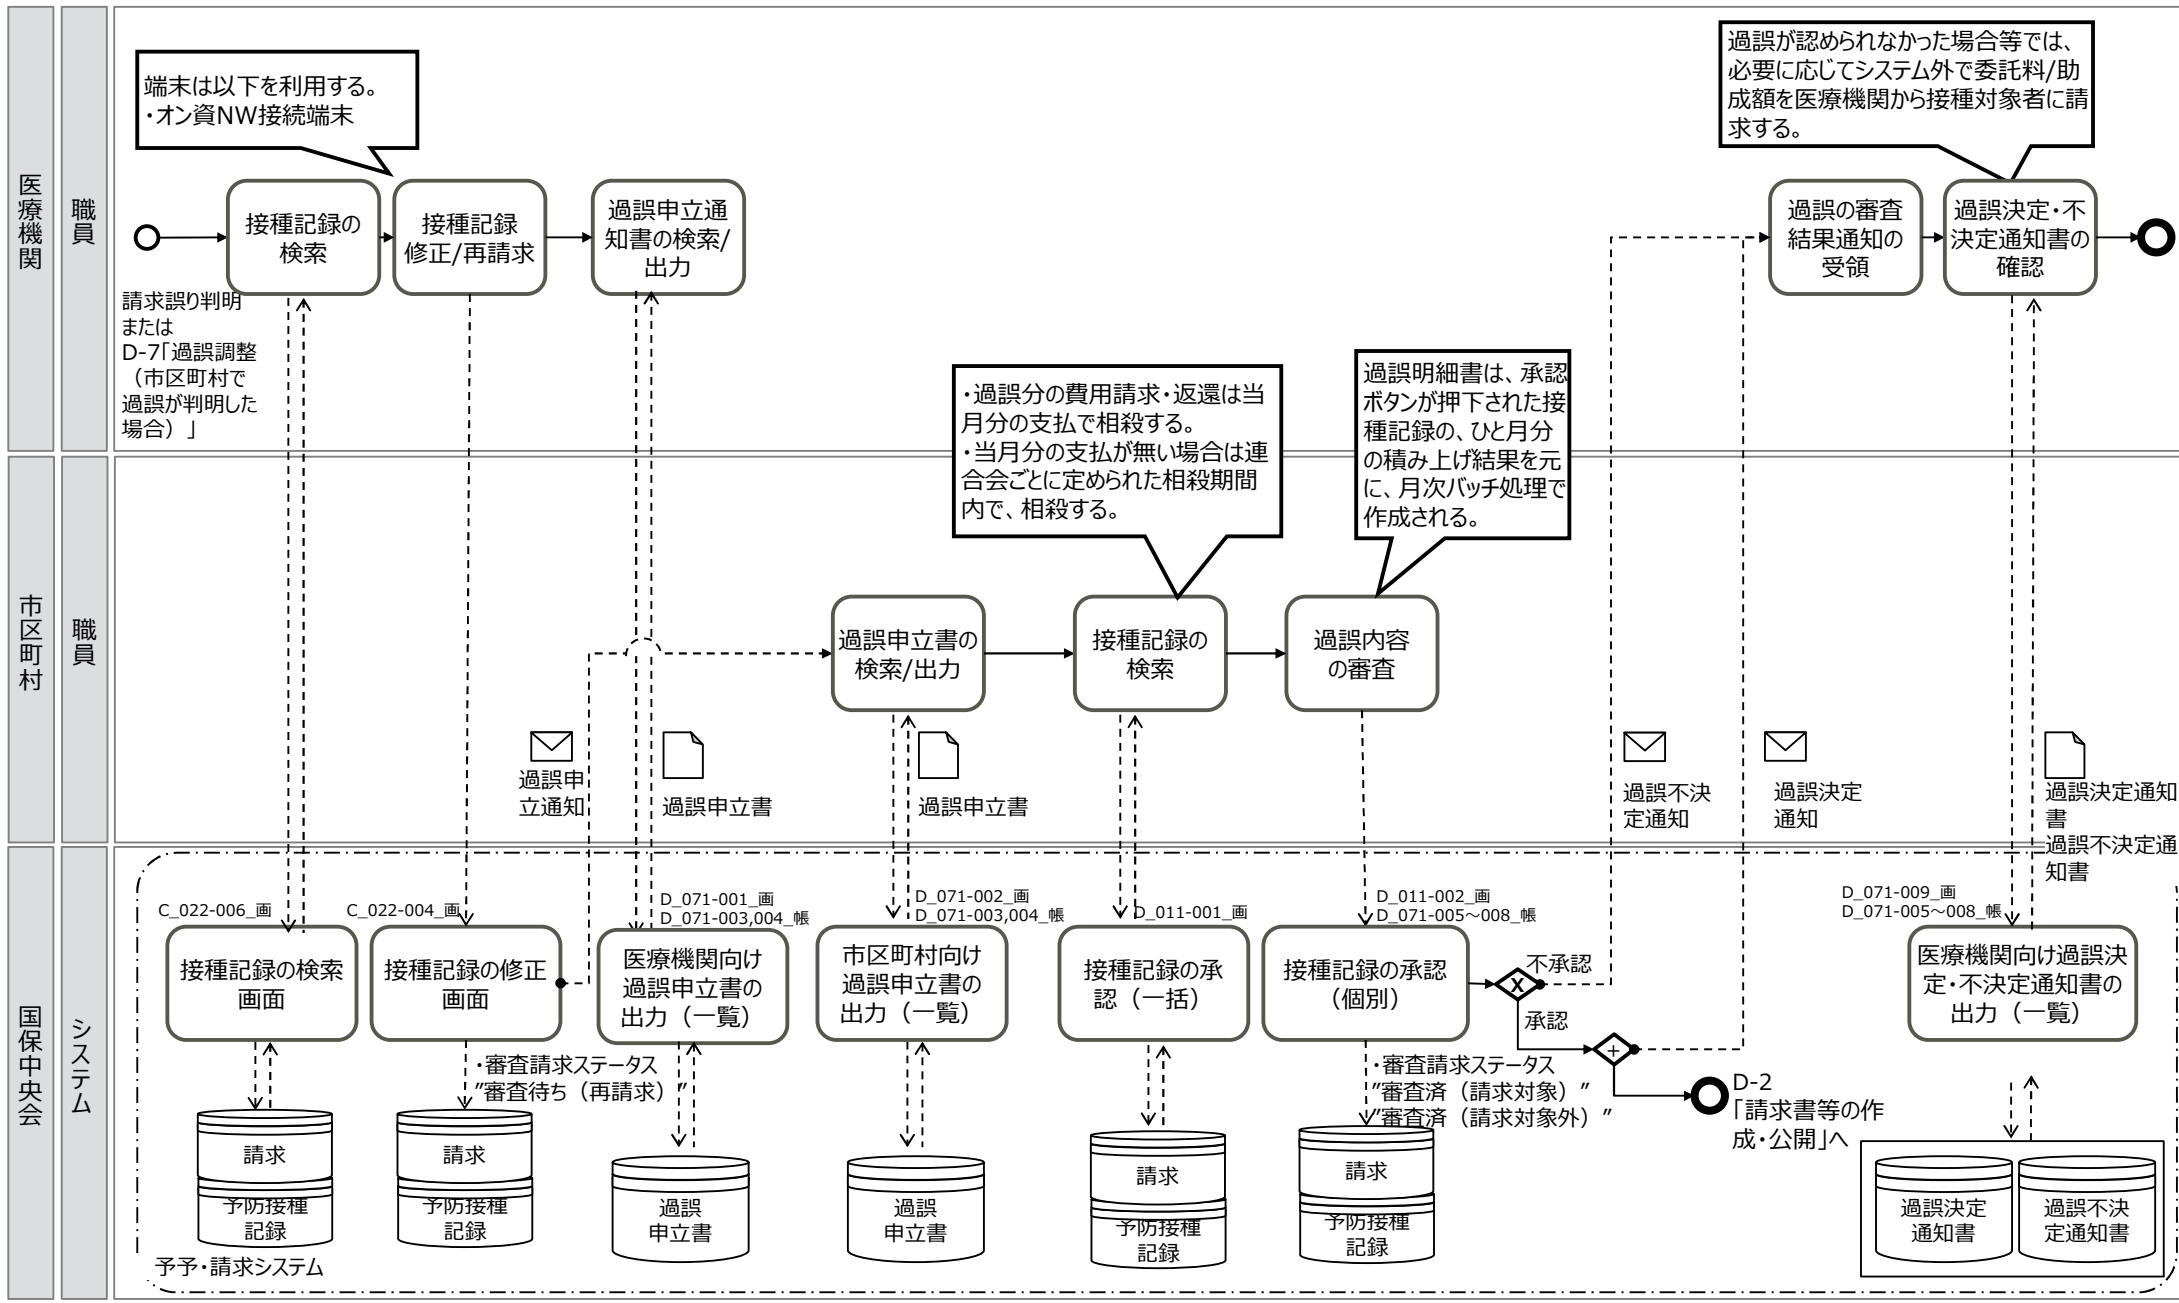 医療機関
職員
端末は以下を利用する。
・オン資NW接続端末
接種記録の
検索
接種記録
修正/再請求
過誤申立通
知書の検索/
出力
過誤が認められなかった場合等では、
必要に応じてシステム外で委託料/助
成額を医療機関から接種対象者に請
求する。
過誤の審査
結果通知の
受領
過誤決定・不
決定通知書の
確認
請求誤り判明
または
D-7「過誤調整
（市区町村で
過誤が判明した
場合）」
市区町村
職員
・過誤分の費用請求・返還は当
月分の支払で相殺する。
・当月分の支払が無い場合は連
合会ごとに定められた相殺期間
内で、相殺する。
過誤明細書は、承認
ボタンが押下された接
種記録の、ひと月分
の積み上げ結果を元
に、月次バッチ処理で
作成される。
過誤申立書の
検索/出力
接種記録の
検索
過誤内容
の審査
過誤申
立通知
過誤申立書
過誤申立書
過誤不決
定通知
過誤決定
通知
過誤決定通知
書
過誤不決定通
知書
国保中央会
システム
C_022-006_画
C_022-004_画
D_071-001_画
D_071-003,004_帳
D_071-002_画
D_071-003,004_帳
D_011-001_画
D_011-002_画
D_071-005～008_帳
D_071-009_画
D_071-005～008_帳
接種記録の検索
画面
接種記録の修正
画面
医療機関向け
過誤申立書の
出力（一覧）
市区町村向け
過誤申立書の
出力（一覧）
接種記録の承
認（一括）
接種記録の承認
（個別）
X
不承認
承認
+
医療機関向け過誤決
定・不決定通知書の
出力（一覧）
・審査請求ステータス
”審査待ち（再請求）”
・審査請求ステータス
”審査済（請求対象）”
”審査済（請求対象外）”
D-2
「請求書等の作
成・公開」へ
請求
予防接種
記録
請求
予防接種
記録
過誤
申立書
過誤
申立書
請求
予防接種
記録
請求
予防接種
記録
過誤決定
通知書
過誤不決
定通知書
予予・請求システム